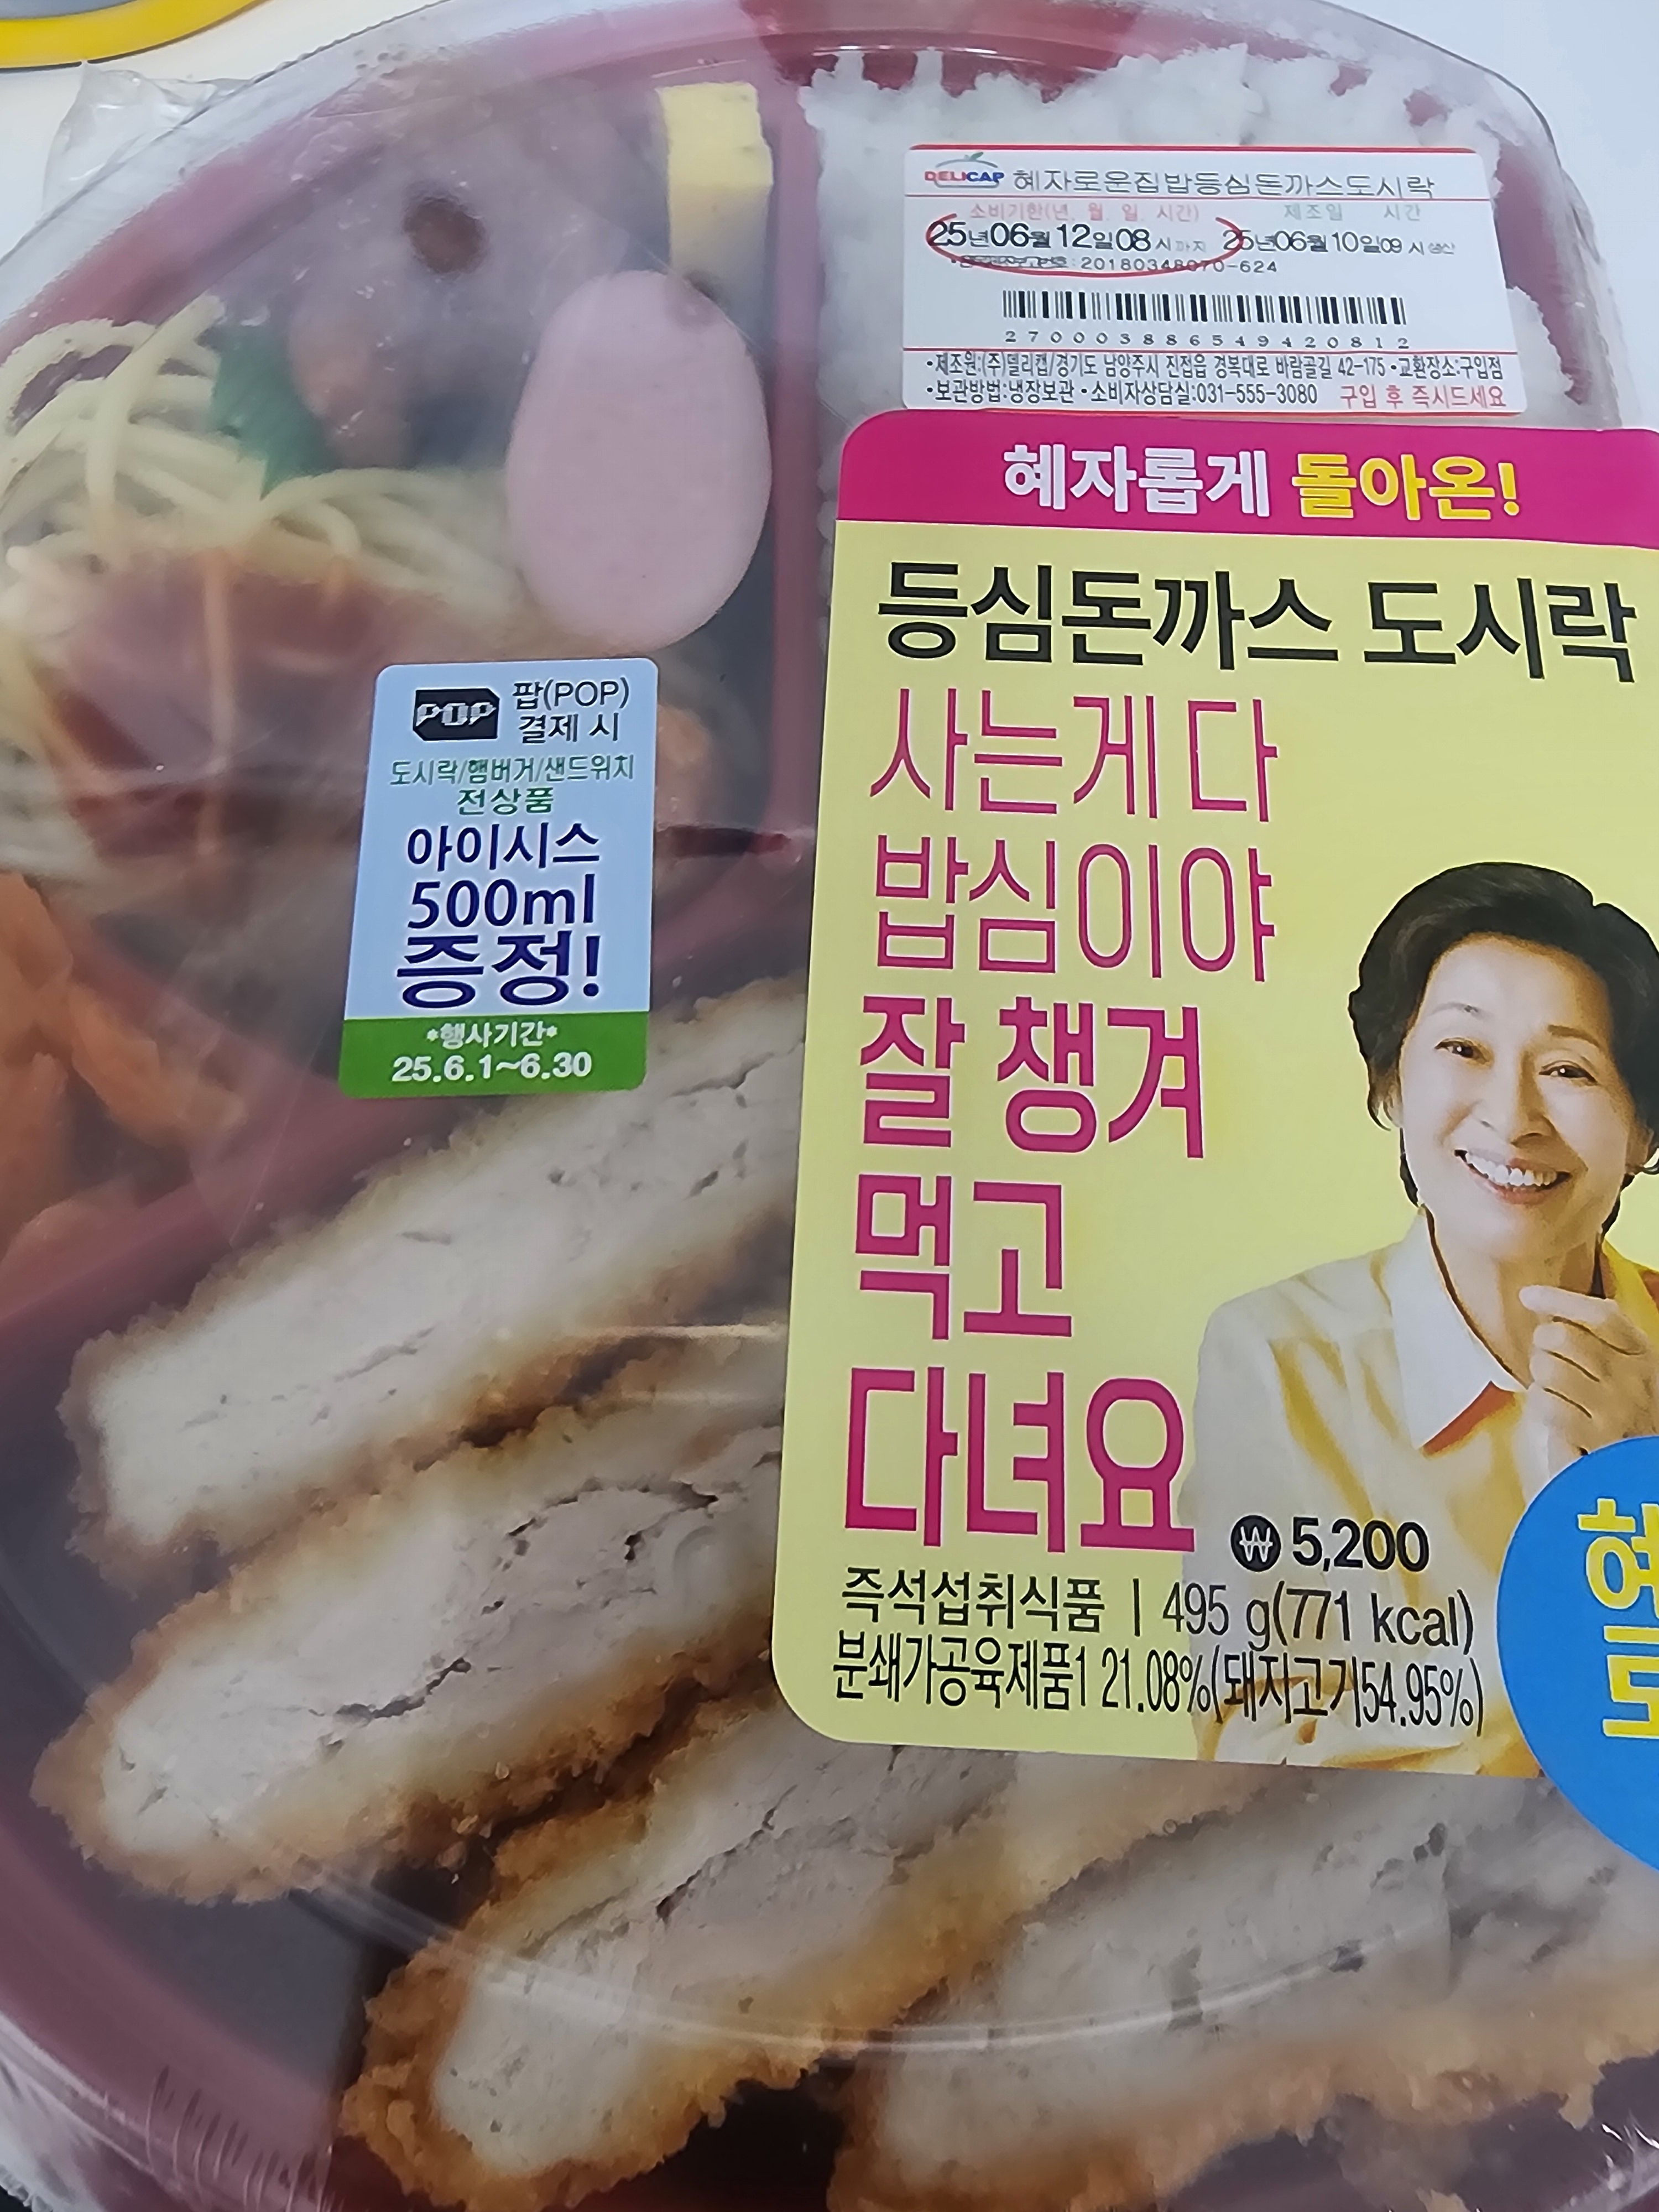 DELICAP 혜자로운집밥등심돈까스도시락
소비기한(년, 월, 일, 시간) 제조일 시간
25년06월12일08시까지 25년06월10일09시생산
20180348070-624
270003886549420812
•제조원:(주)델리캡/경기도 남양주시 진접읍 경복대로 바람골길 42-175 •교환장소:구입점
•보관방법:냉장보관 •소비자상담실:031-555-3080 구입 후 즉시드세요
혜자롭게 돌아온!
등심돈까스 도시락
사는게 다
밥심이야
잘 챙겨
먹고
다녀요
₩ 5,200
즉석섭취식품 | 495 g(771 kcal)
분쇄가공육제품1 21.08%(돼지고기54.95%)
POP 팝(POP)
결제 시
도시락/햄버거/샌드위치
전상품
아이시스
500ml
증정!
*행사기간*
25.6.1~6.30